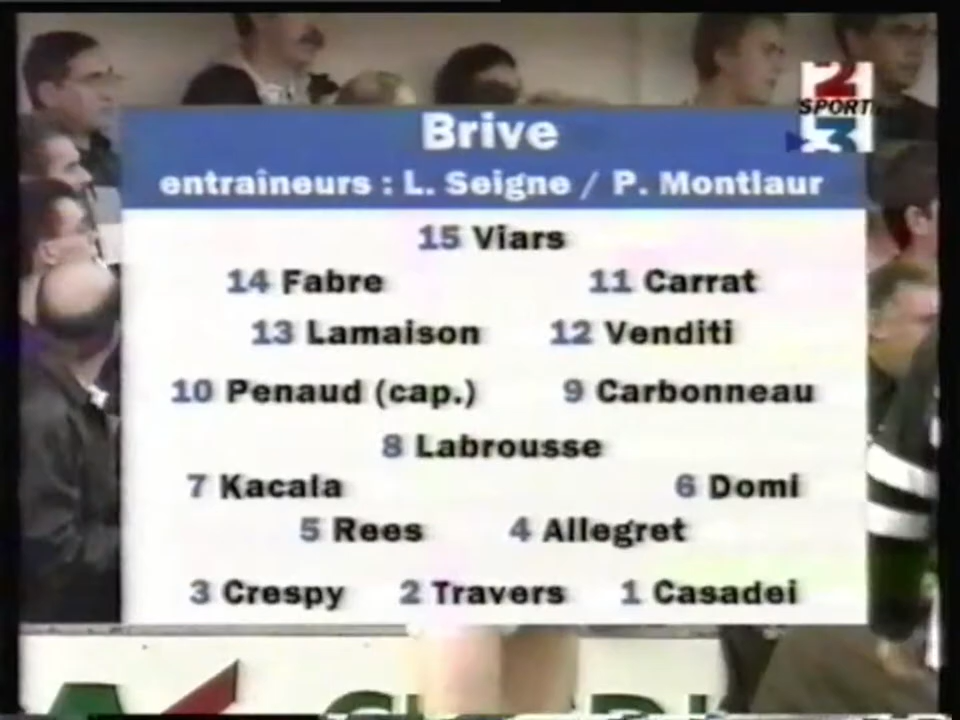 2
SPORT
3
Brive
entraîneurs : L. Seigne / P. Montlaur
15 Viars
14 Fabre 11 Carrat
13 Lamaison 12 Venditi
10 Penaud (cap.) 9 Carbonneau
8 Labrousse
7 Kacala 6 Domi
5 Rees 4 Allegret
3 Crespy 2 Travers 1 Casadei